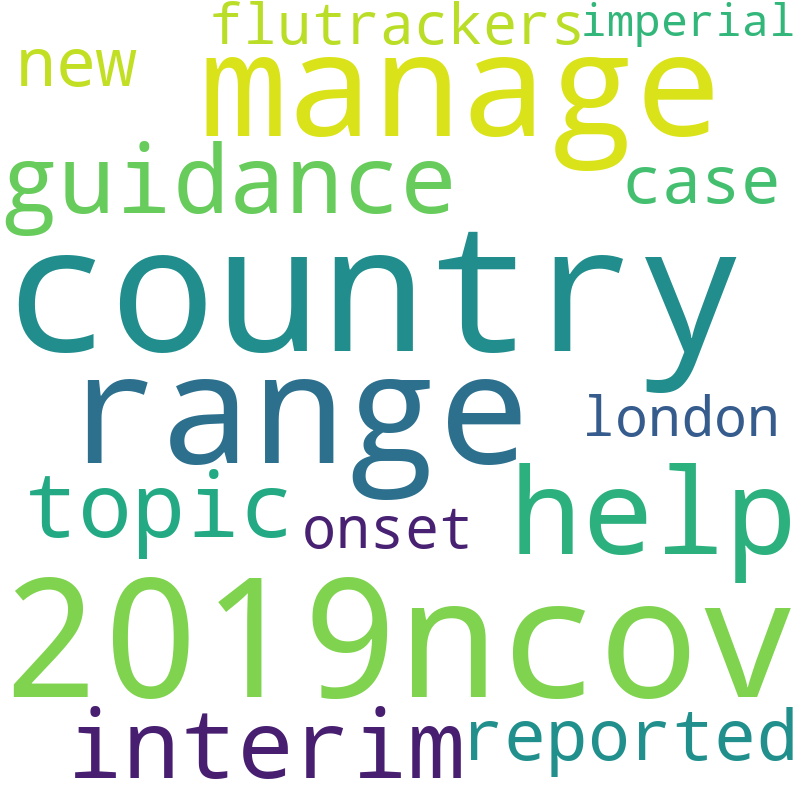 flutrackers imperial
new manage
guidance case
country
range london
topic help
onset
2019ncov
interim reported